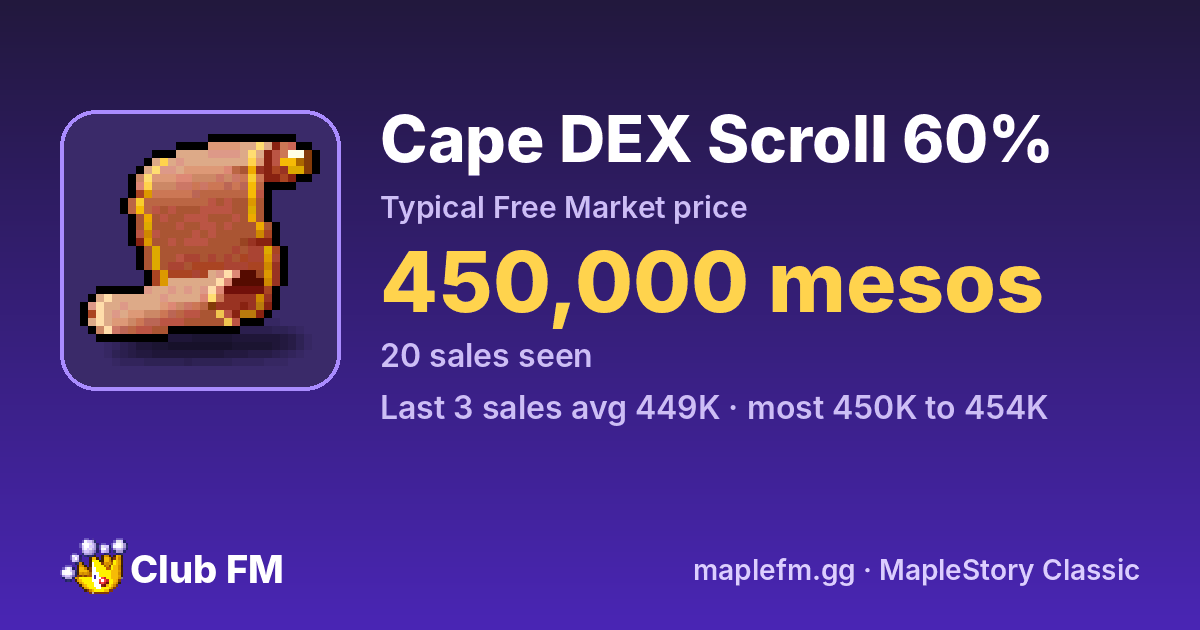 Cape DEX Scroll 60%
Typical Free Market price
450,000 mesos
20 sales seen
Last 3 sales avg 449K · most 450K to 454K
Club FM
maplefm.gg · MapleStory Classic